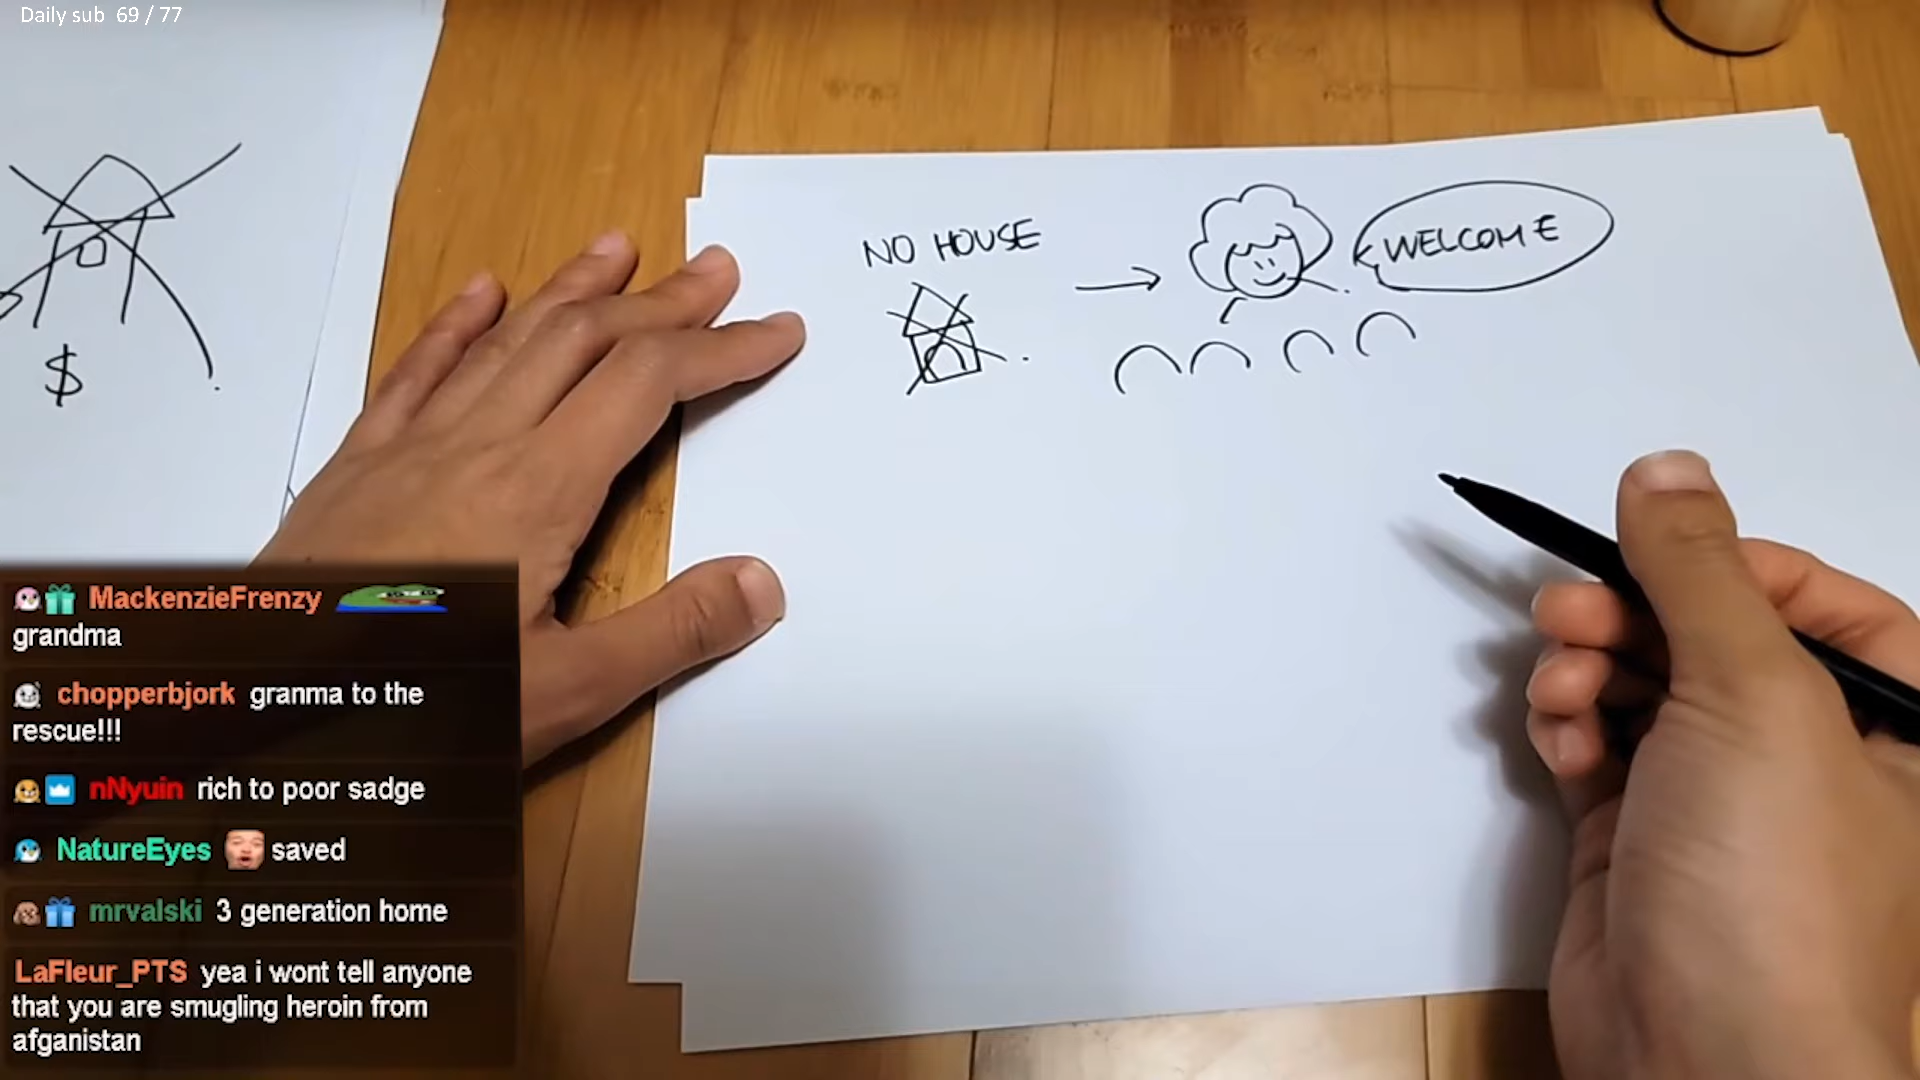 Daily sub 69 / 77
$
NO HOUSE
WELCOME
MackenzieFrenzy
grandma
chopperbjork granma to the
rescue!!!
nNyuin rich to poor sadge
NatureEyes saved
mrvalski 3 generation home
LaFleur_PTS yea i wont tell anyone
that you are smugling heroin from
afganistan